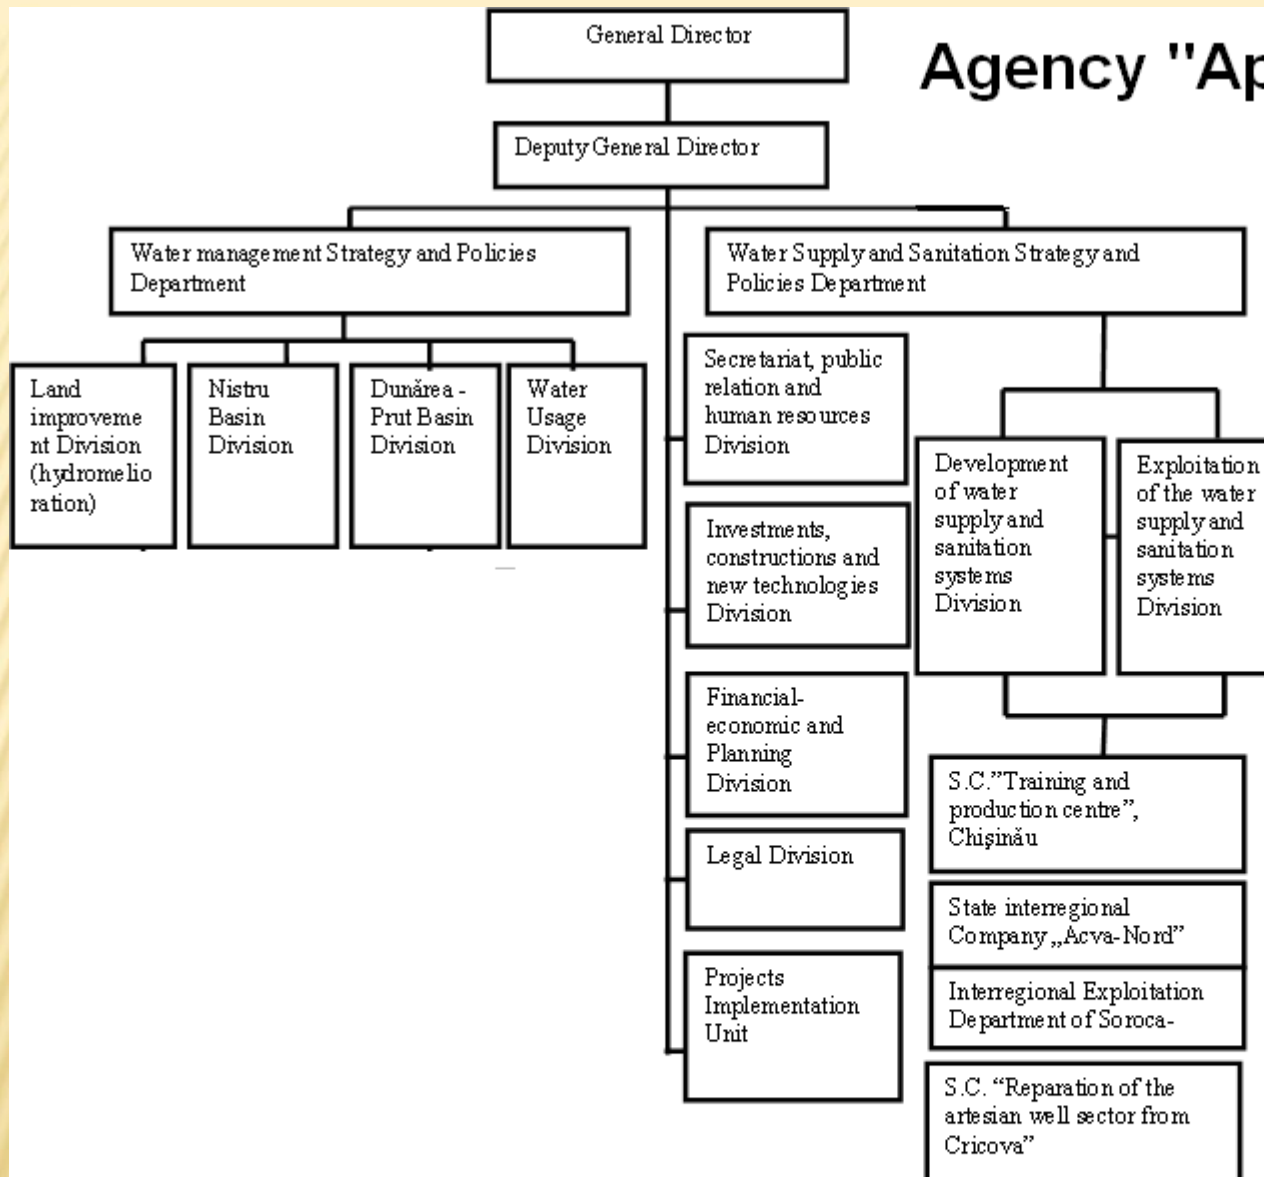 General Director
Agency "Ap
Deputy General Director
Water management Strategy and Policies
Department
Water Supply and Sanitation Strategy and
Policies Department
Land
improveme
nt Division
(hydromelio
ration)
Nistru
Basin
Division
Dunărea -
Prut Basin
Division
Water
Usage
Division
Secretariat, public
relation and
human resources
Division
Investments,
constructions and
new technologies
Division
Financial-
economic and
Planning
Division
Legal Division
Projects
Implementation
Unit
Development
of water
supply and
sanitation
systems
Division
Exploitation
of the water
supply and
sanitation
systems
Division
S.C.”Training and
production centre”,
Chişinău
State interregional
Company „Acva-Nord”
Interregional Exploitation
Department of Soroca-
S.C. “Reparation of the
artesian well sector from
Cricova”